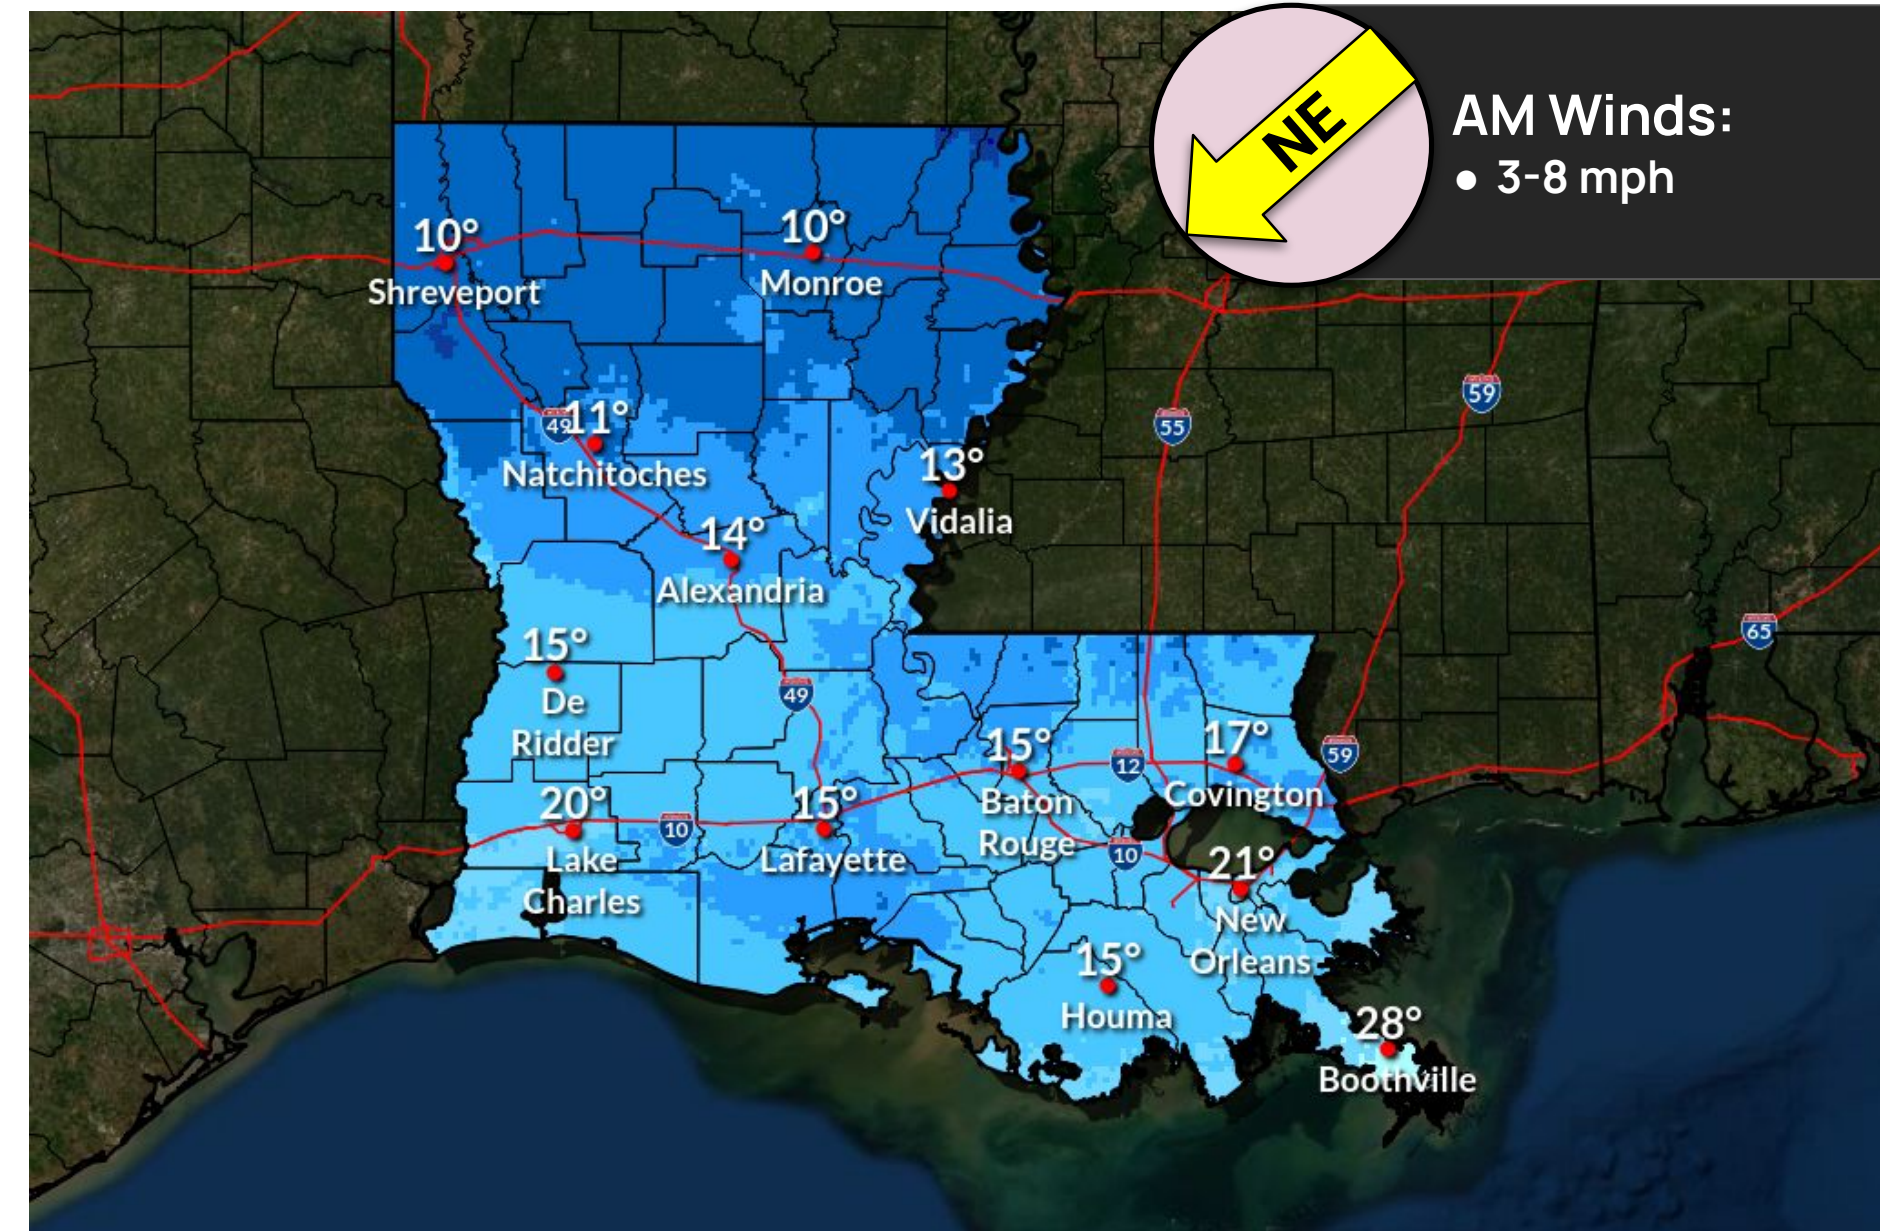 NE
AM Winds:
● 3-8 mph
10°
Shreveport
10°
Monroe
49
11°
Natchitoches
13°
Vidalia
14°
Alexandria
55
59
65
15°
De
Ridder
49
15°
Baton
Rouge
12
17°
Covington
59
20°
Lake
Charles
10
15°
Lafayette
10
21°
New
Orleans
15°
Houma
28°
Boothville